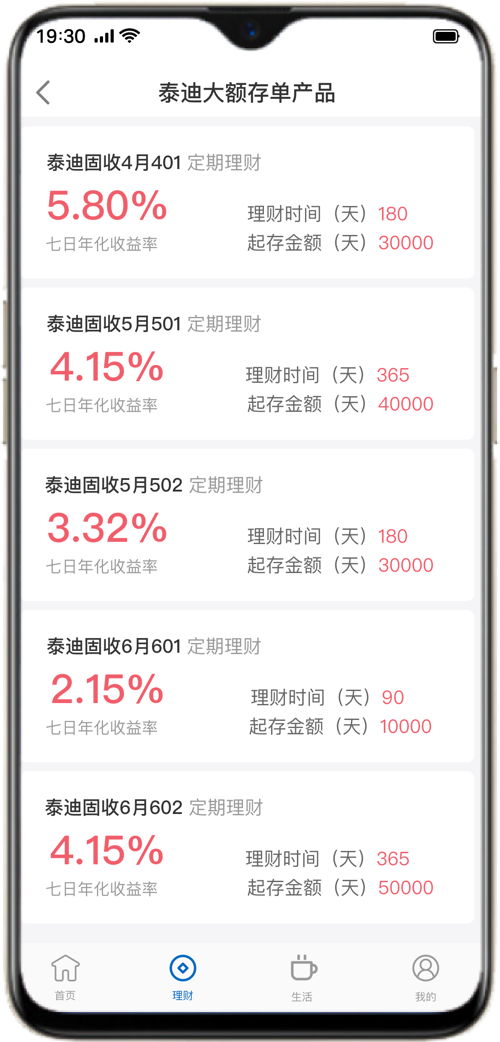 19:30
泰迪大额存单产品
泰迪固收4月401 定期理财
5.80%
七日年化收益率
理财时间（天）180
起存金额（天）30000
泰迪固收5月501 定期理财
4.15%
七日年化收益率
理财时间（天）365
起存金额（天）40000
泰迪固收5月502 定期理财
3.32%
七日年化收益率
理财时间（天）180
起存金额（天）30000
泰迪固收6月601 定期理财
2.15%
七日年化收益率
理财时间（天）90
起存金额（天）10000
泰迪固收6月602 定期理财
4.15%
七日年化收益率
理财时间（天）365
起存金额（天）50000
首页 理财 生活 我的